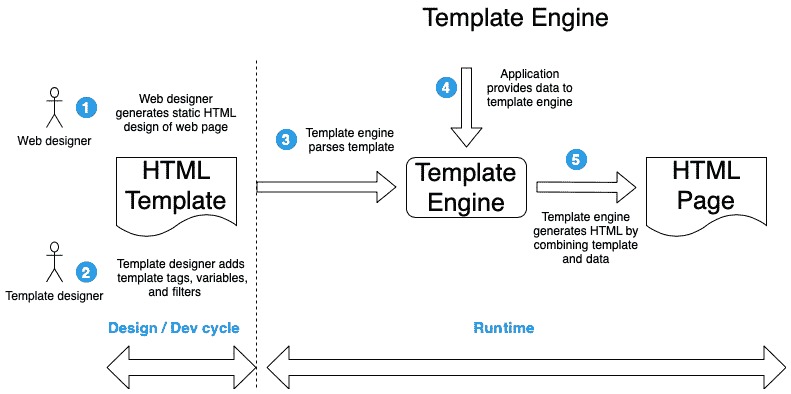 Template Engine
1
Web designer
Web designer
generates static HTML
design of web page
HTML
Template
2
Template designer
Template designer adds
template tags, variables,
and filters
3
Template engine
parses template
4
Application
provides data to
template engine
Template
Engine
5
Template engine
generates HTML by
combining template
and data
HTML
Page
Design / Dev cycle
Runtime